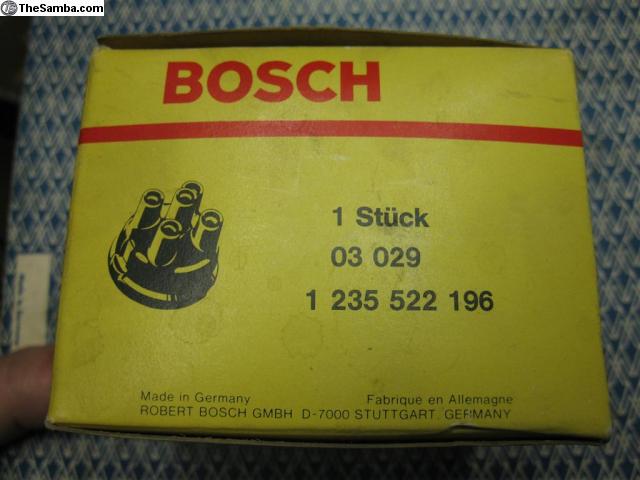 TheSamba.com
BOSCH
1 Stück
03 029
1 235 522 196
Made in Germany Fabrique en Allemagne
ROBERT BOSCH GMBH D-7000 STUTTGART. GERMANY